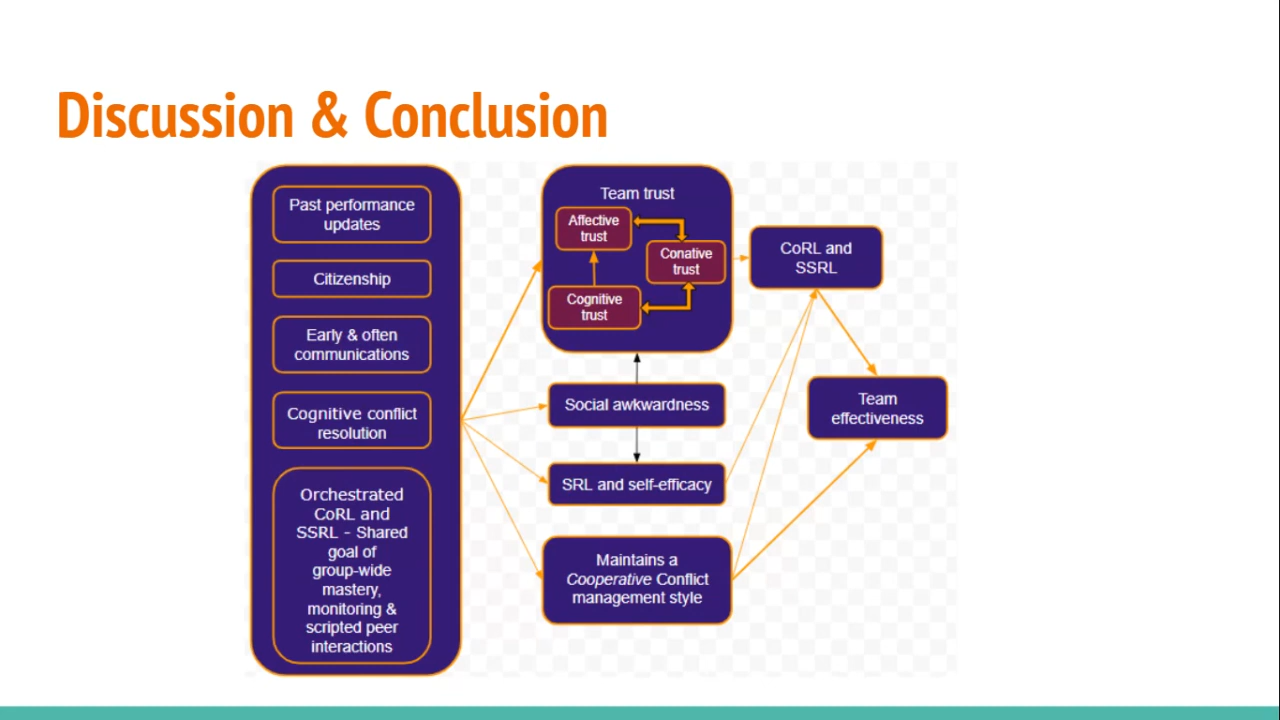 Discussion & Conclusion
Past performance
updates
Citizenship
Early & often
communications
Cognitive conflict
resolution
Orchestrated
CoRL and
SSRL - Shared
goal of
group-wide
mastery,
monitoring &
scripted peer
interactions
Team trust
Affective
trust
Conative
trust
Cognitive
trust
Social awkwardness
SRL and self-efficacy
Maintains a
Cooperative Conflict
management style
CoRL and
SSRL
Team
effectiveness